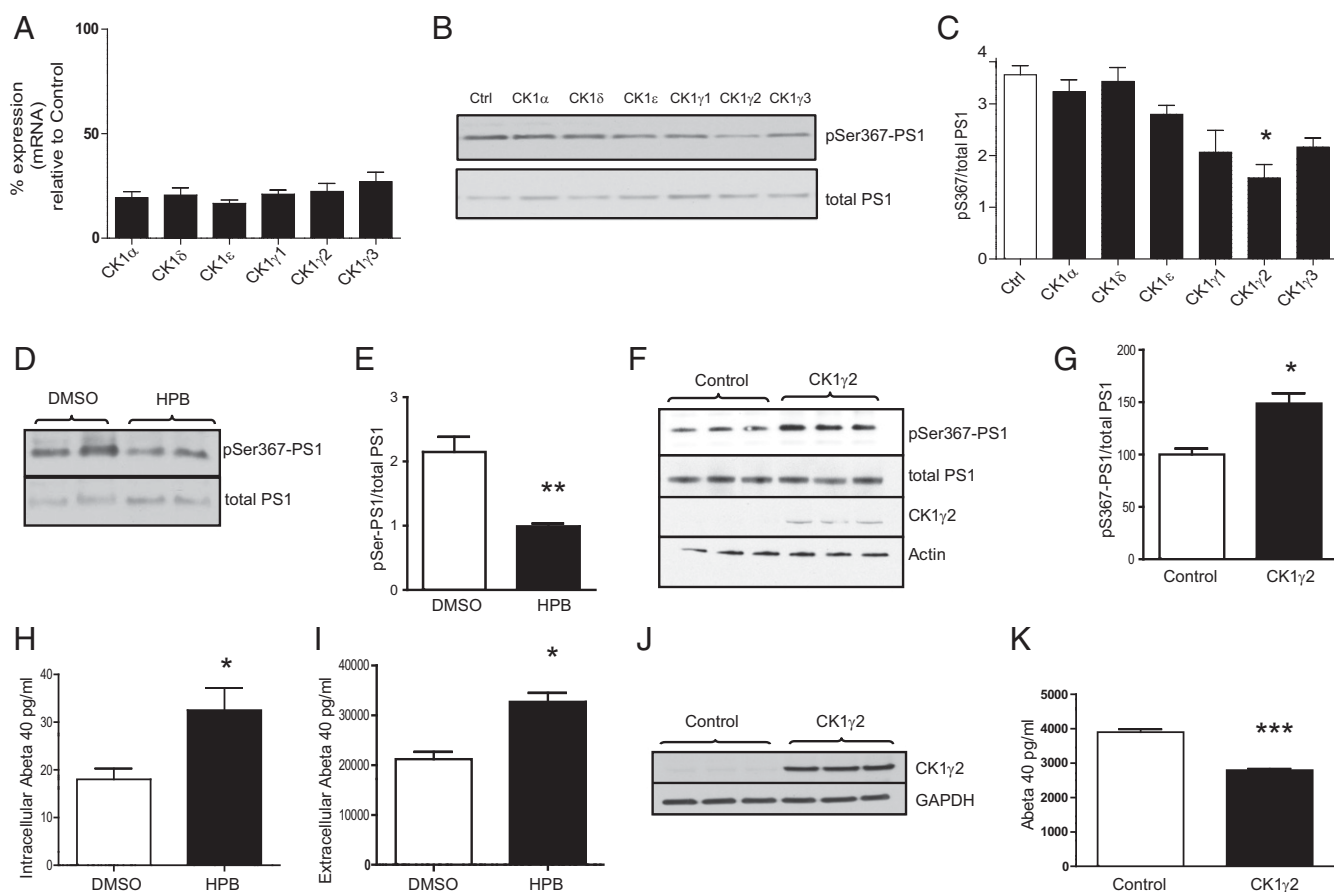 A
% expression
(mRNA)
relative to Control
100
50
0
CK1α
CK1δ
CK1ε
CK1γ1
CK1γ2
CK1γ3
B
Ctrl CK1α CK1δ CK1ε CK1γ1 CK1γ2 CK1γ3
pSer367-PS1
total PS1
C
pS367/total PS1
4
3
2
1
0
*
Ctrl
CK1α
CK1δ
CK1ε
CK1γ1
CK1γ2
CK1γ3
D
DMSO HPB
pSer367-PS1
total PS1
E
pSer-PS1/total PS1
3
2
1
0
**
DMSO HPB
F
Control CK1γ2
pSer367-PS1
total PS1
CK1γ2
Actin
G
pS367-PS1/total PS1
200
150
100
50
0
*
Control CK1γ2
H
Intracellular Abeta 40 pg/ml
40
30
20
0
*
DMSO HPB
I
Extracellular Abeta 40 pg/ml
40000
30000
20000
10000
0
*
DMSO HPB
J
Control CK1γ2
CK1γ2
GAPDH
K
Abeta 40 pg/ml
5000
4000
3000
2000
1000
0
***
Control CK1γ2